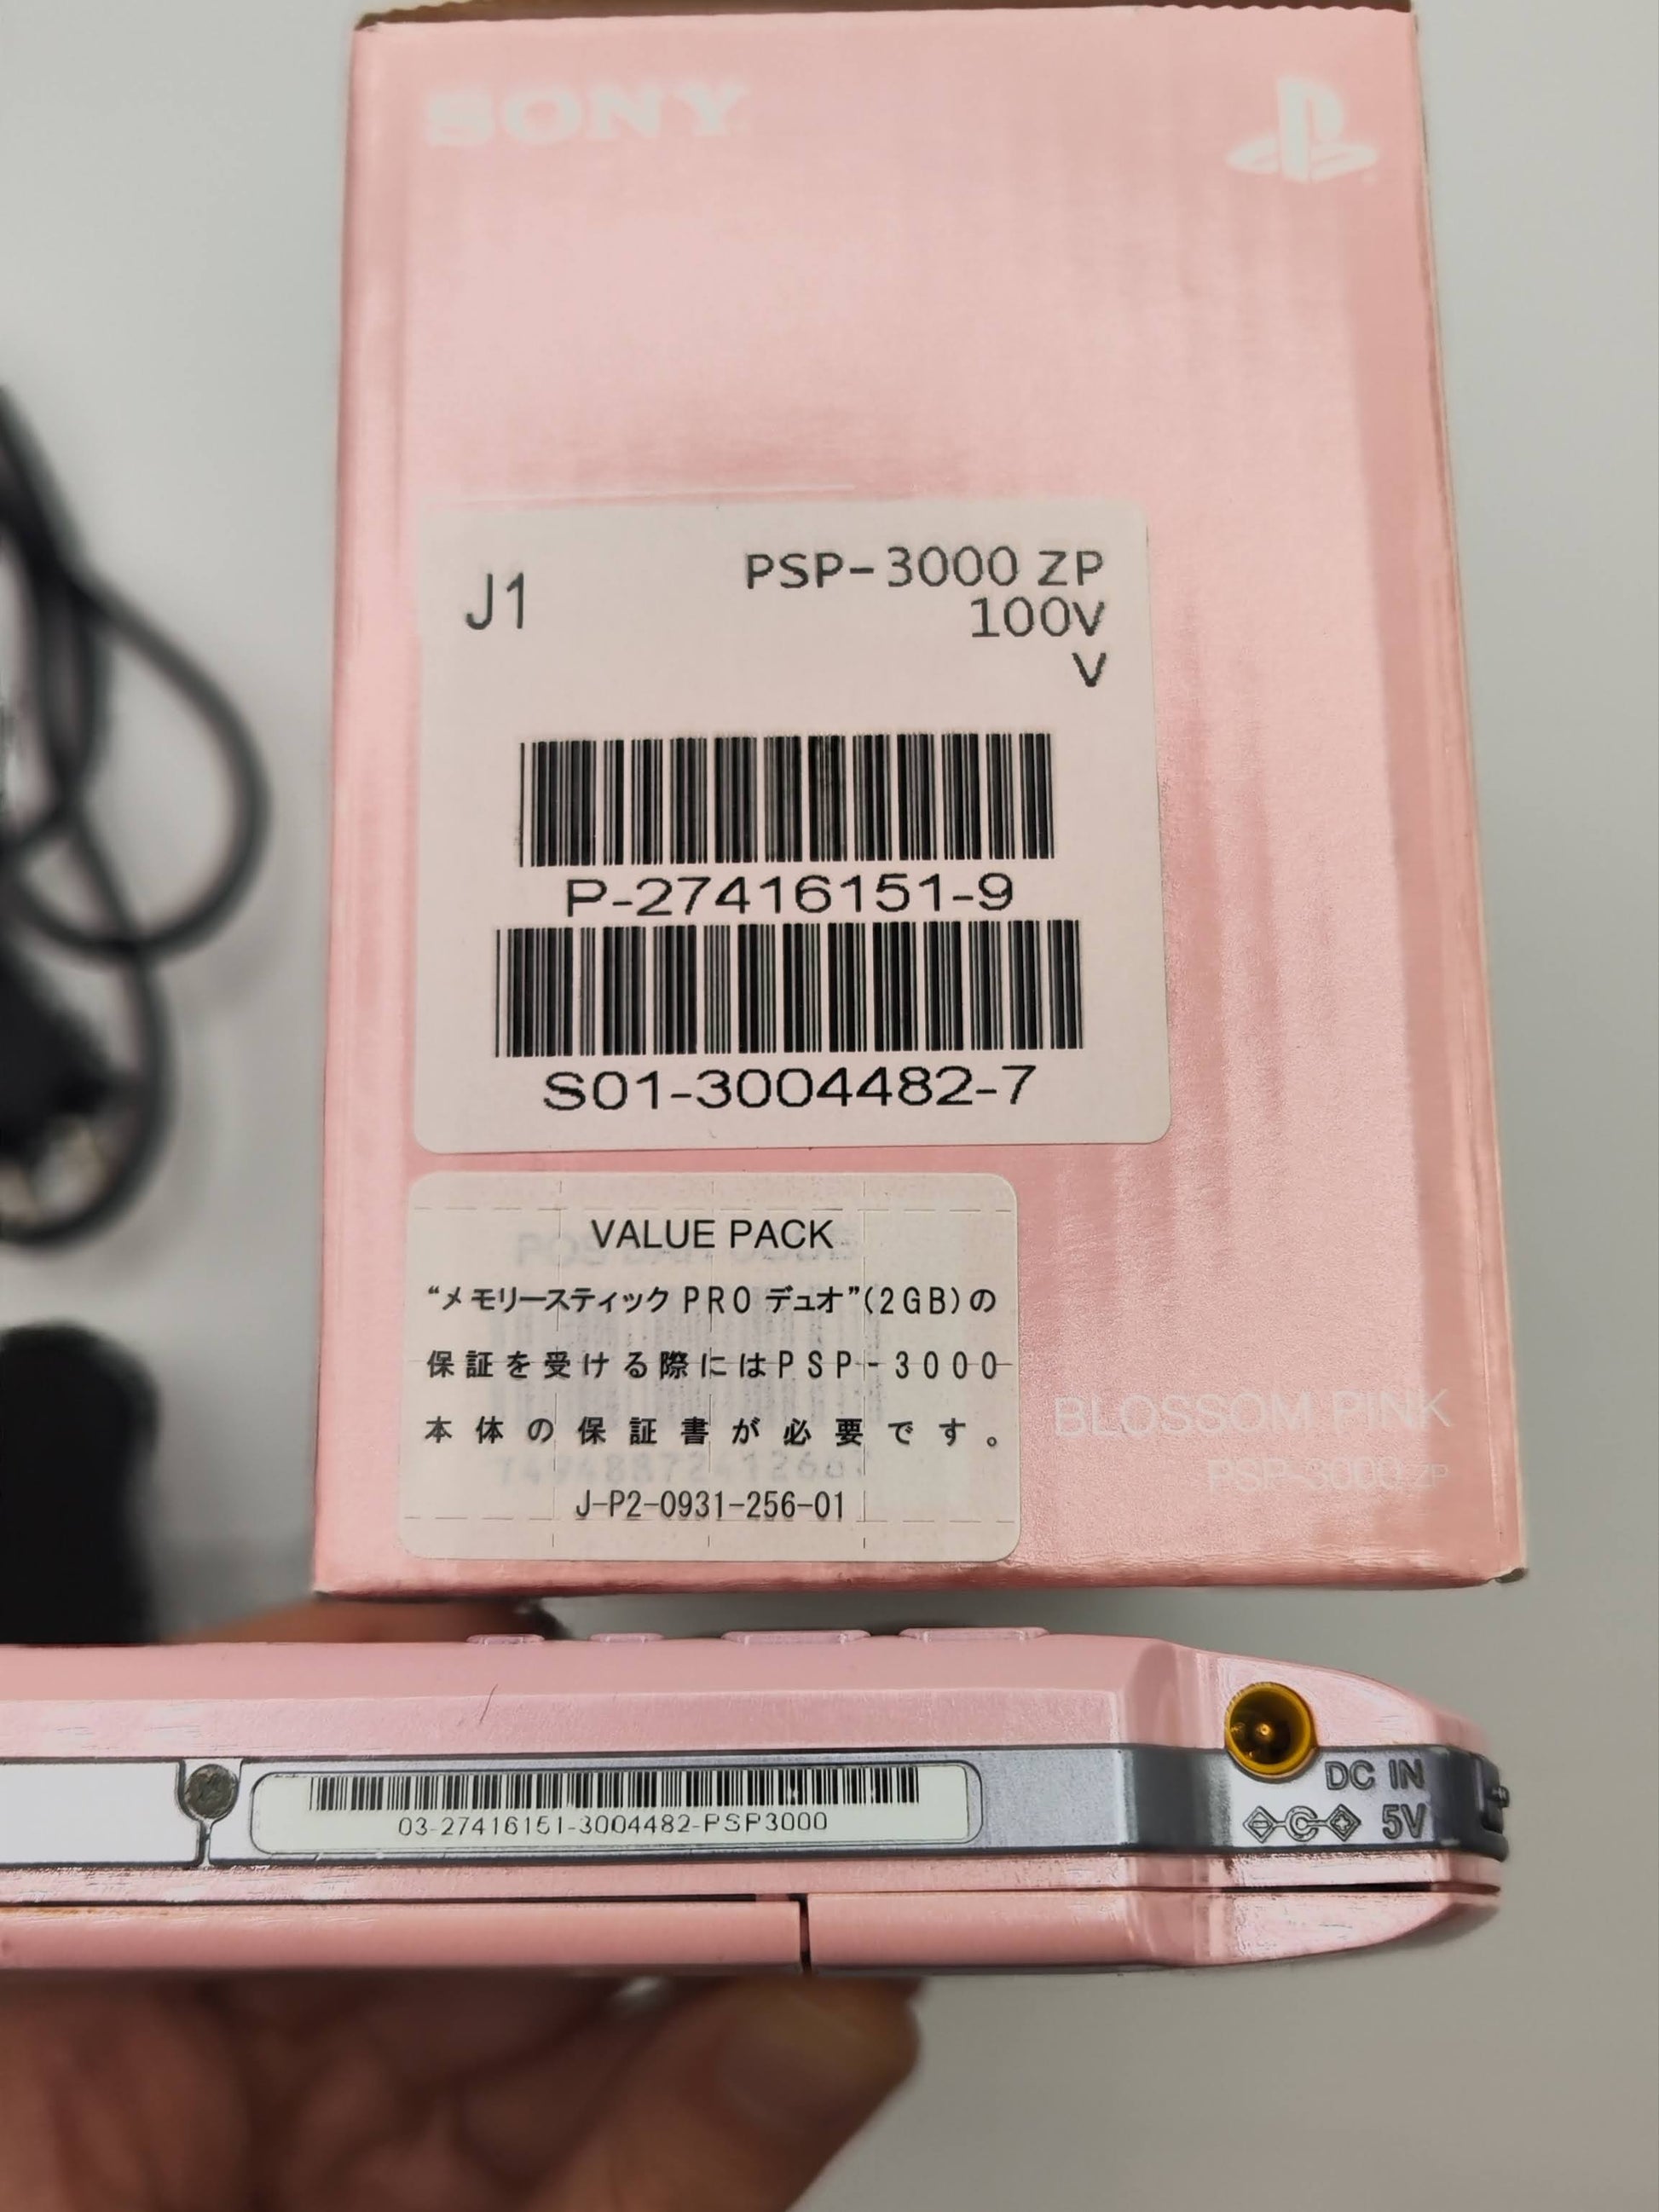 SONY
J1
PSP-3000 ZP
100V
V
P-27416151-9
S01-3004482-7
VALUE PACK
“メモリースティック PRO デュオ”(2GB)の
保証を受ける際にはPSP-3000
本体の保証書が必要です。
J-P2-0931-256-01
BLOSSOM PINK
PSP-3000 ZP
DC IN
5V
03-27416151-3004482-PSP3000